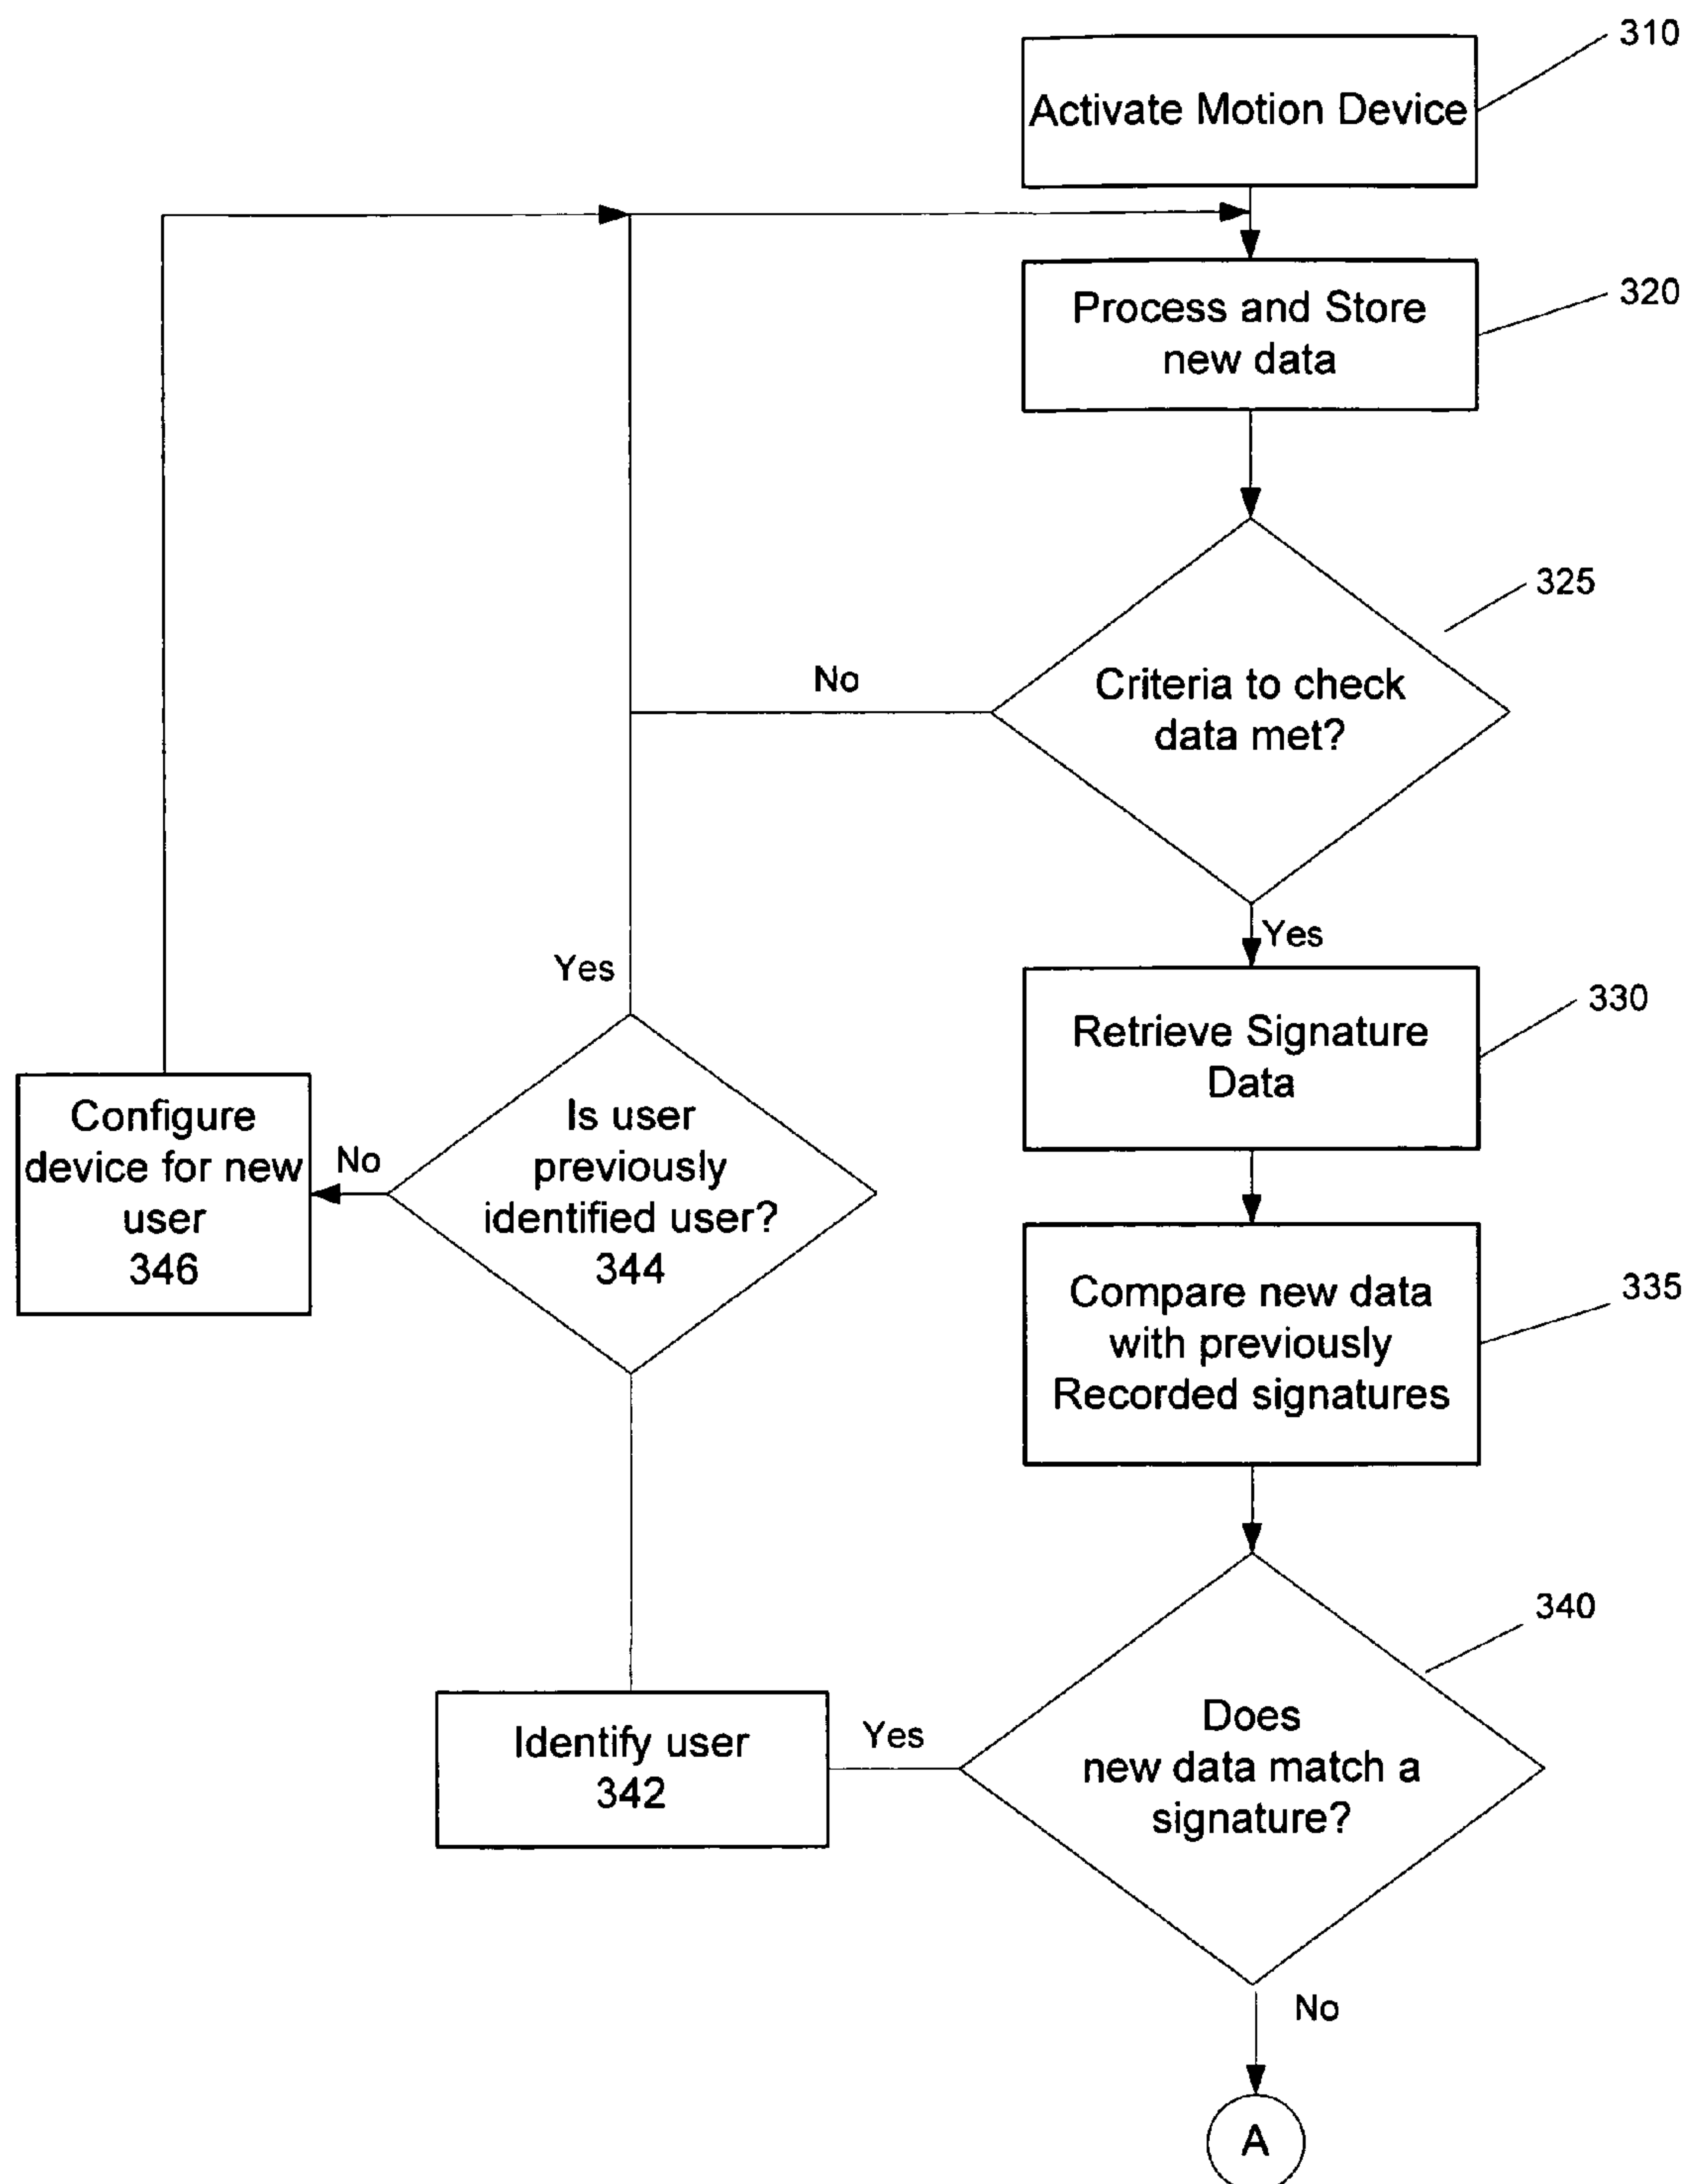 310
Activate Motion Device
320
Process and Store
new data
325
Criteria to check
data met?
No
Yes
330
Retrieve Signature
Data
Yes
Is user
previously
identified user?
344
No
Configure
device for new
user
346
335
Compare new data
with previously
Recorded signatures
340
Does
new data match a
signature?
Yes
Identify user
342
No
A